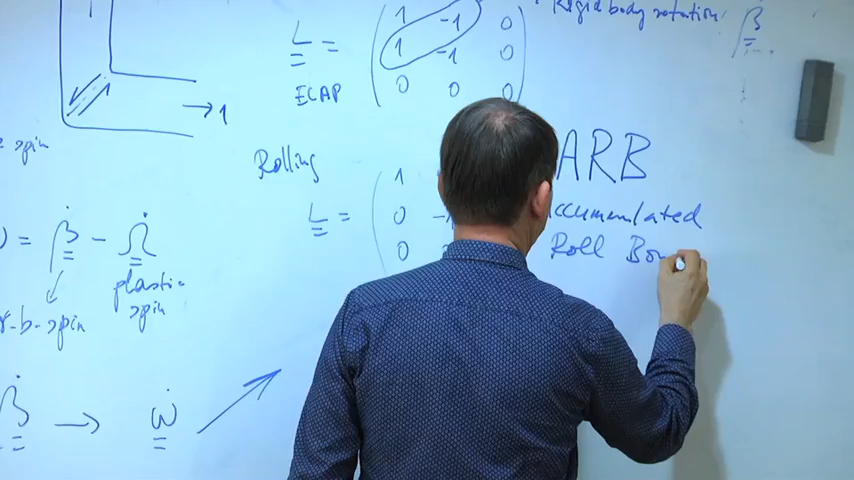 Rigid body rotation
β̇
L = ( 1 -1 0
1 -1 0
0 0 0 )
ECAP
→ 1
spin
Rolling
ARB
L = ( 1
0 -1
0
ccumulated
Roll Bon
= β̇ - Ω̇
plastic
spin
r-b-spin
β̇ → ω̇